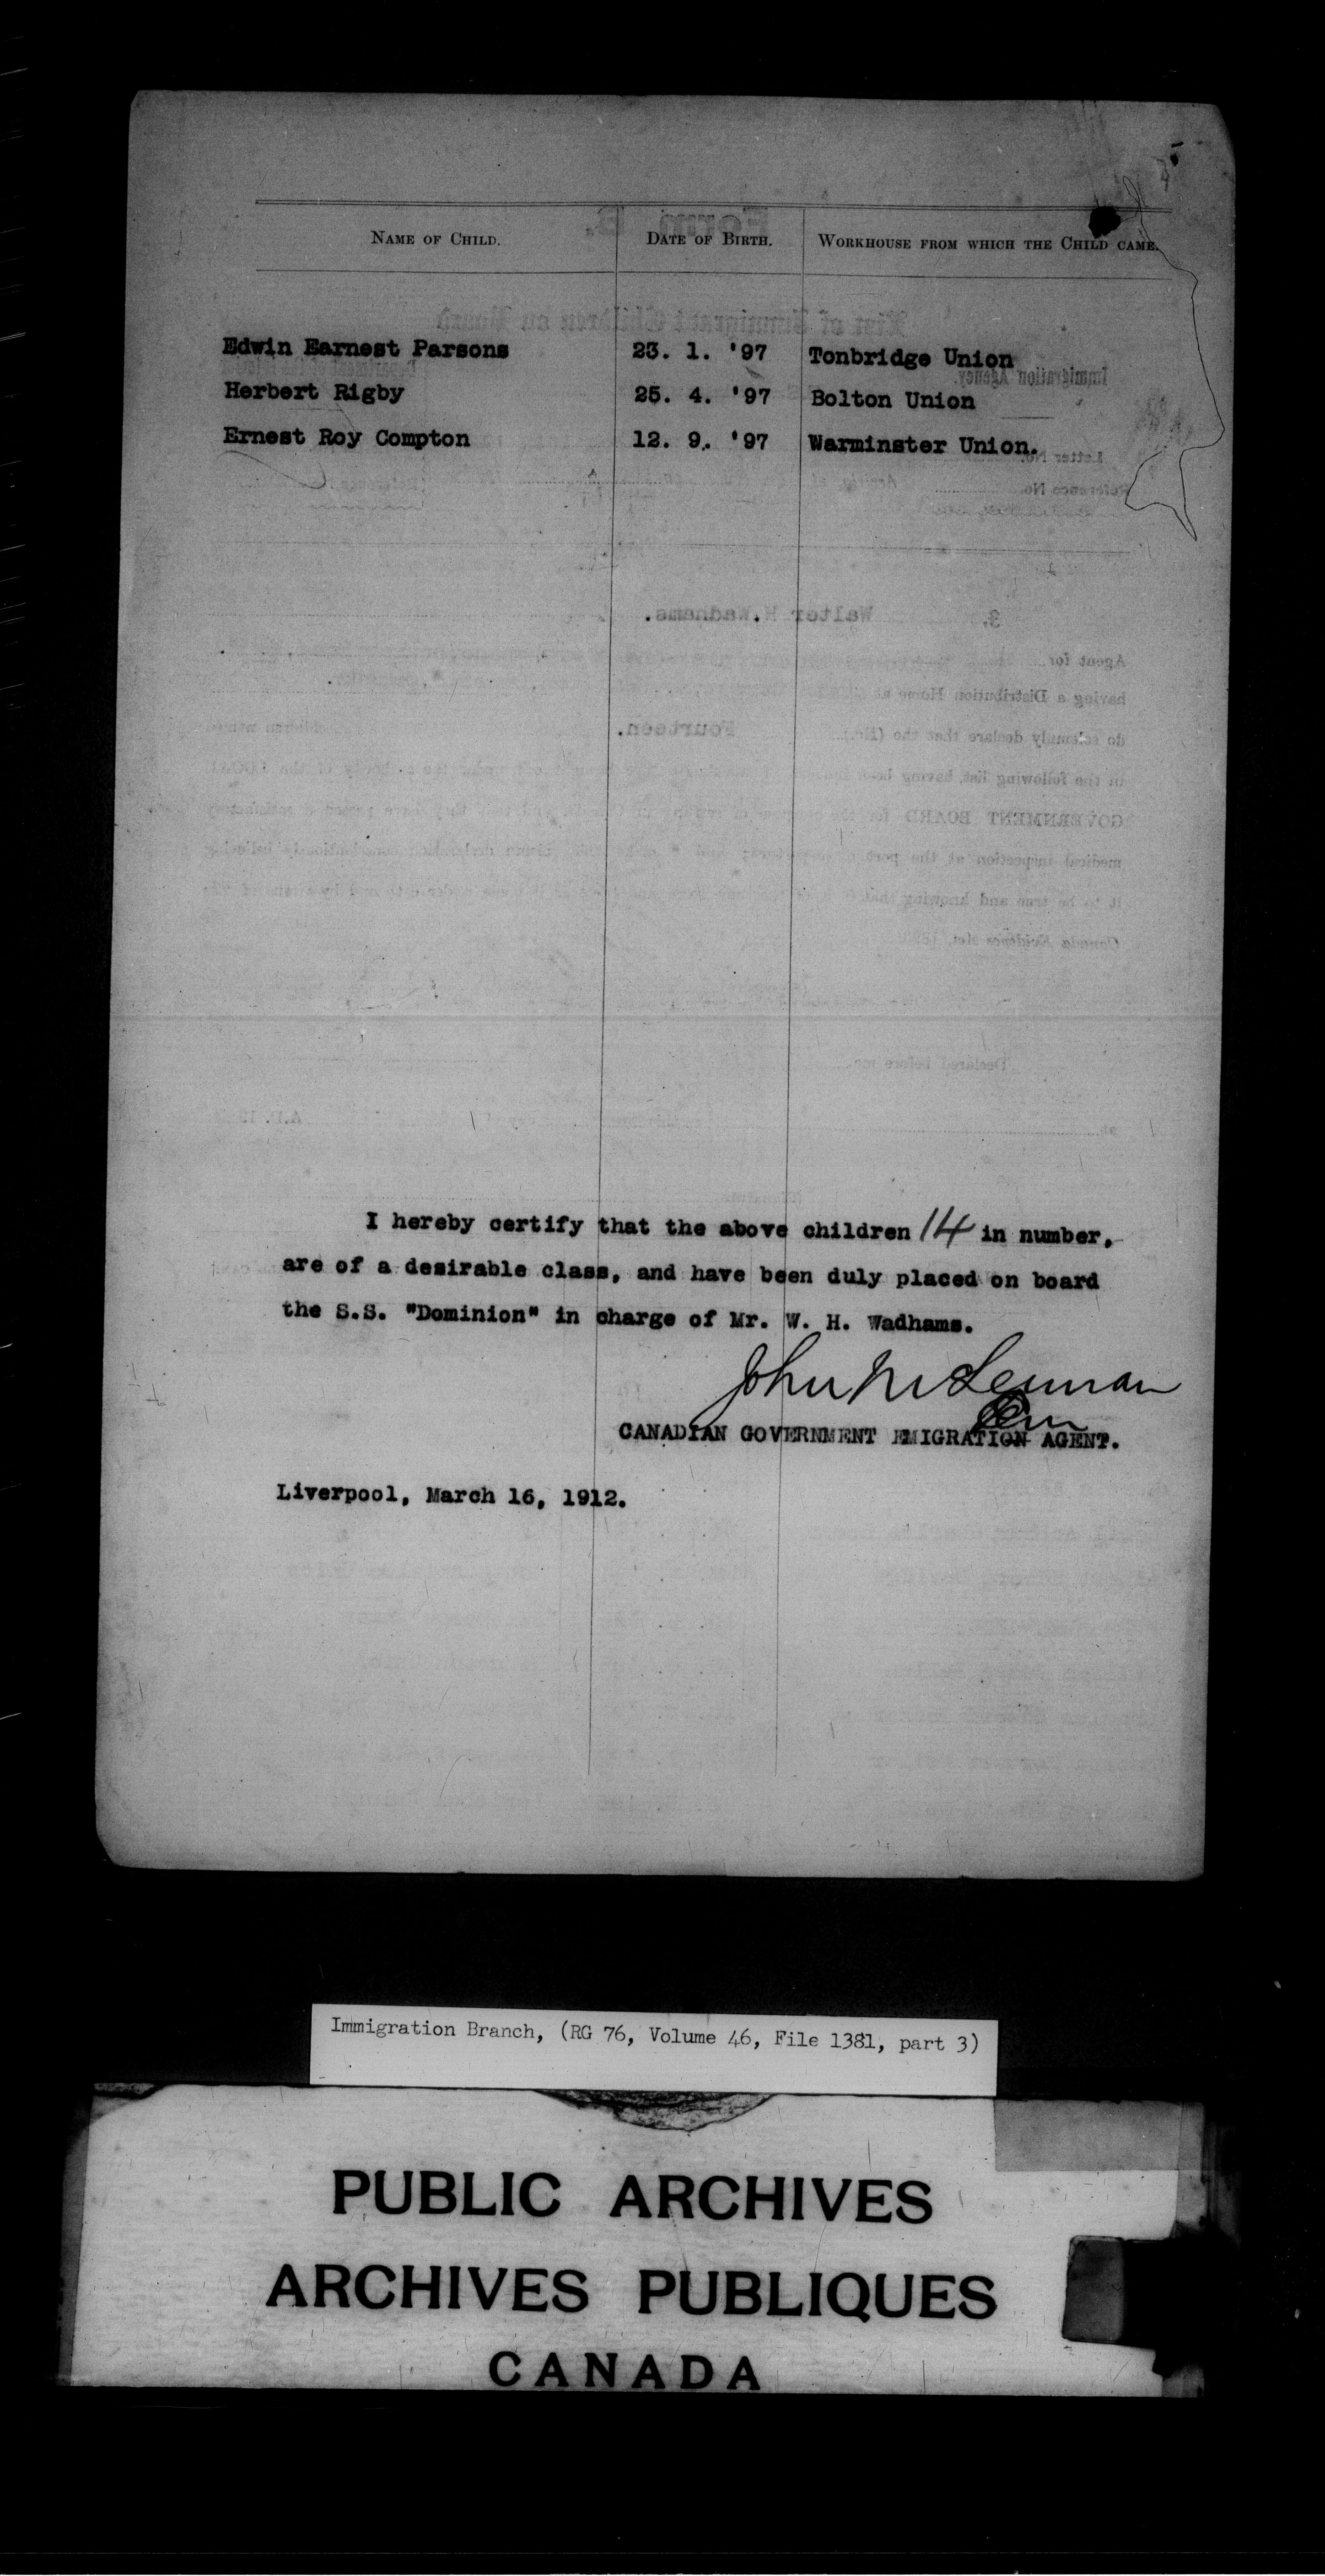 NAME OF CHILD. DATE OF BIRTH. WORKHOUSE FROM WHICH THE CHILD CAME.
Edwin Earnest Parsons 23. 1. '97 Tonbridge Union
Herbert Rigby 25. 4. '97 Bolton Union
Ernest Roy Compton 12. 9. '97 Warminster Union.
I hereby certify that the above children 14 in number,
are of a desirable class, and have been duly placed on board
the S.S. "Dominion" in charge of Mr. W. H. Wadhams.
John McLennan
CANADIAN GOVERNMENT EMIGRATION AGENT.
Liverpool, March 16, 1912.
Immigration Branch, (RG 76, Volume 46, File 1381, part 3)
PUBLIC ARCHIVES
ARCHIVES PUBLIQUES
CANADA